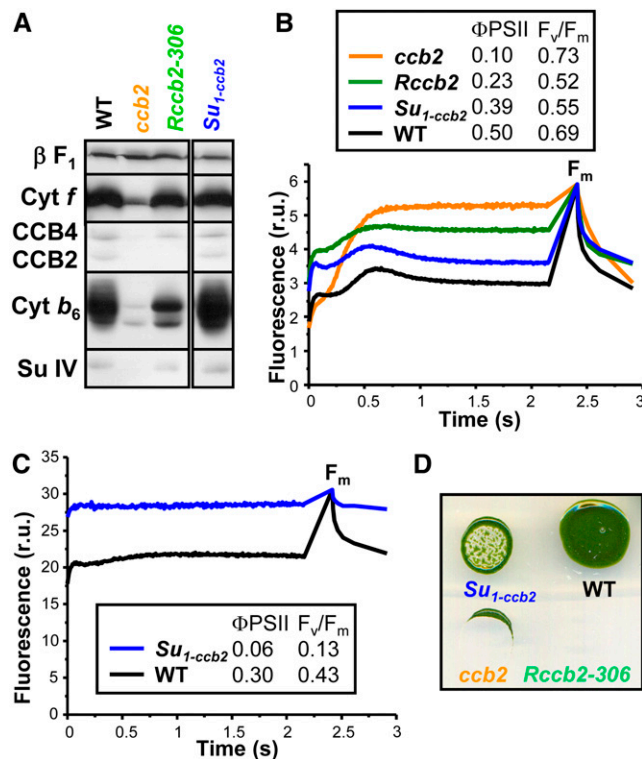 A
WT
ccb2
Rccb2-306
Su1-ccb2
β F1
Cyt f
CCB4
CCB2
Cyt b6
Su IV
B
ΦPSII Fv/Fm
ccb2 0.10 0.73
Rccb2 0.23 0.52
Su1-ccb2 0.39 0.55
WT 0.50 0.69
Fm
Fluorescence (r.u.)
6
5
4
3
2
1
0
0 0.5 1 1.5 2 2.5 3
Time (s)
C
Fluorescence (r.u.)
35
30
25
20
15
10
5
0
Fm
ΦPSII Fv/Fm
Su1-ccb2 0.06 0.13
WT 0.30 0.43
0 0.5 1 1.5 2 2.5 3
Time (s)
D
Su1-ccb2 WT
ccb2 Rccb2-306